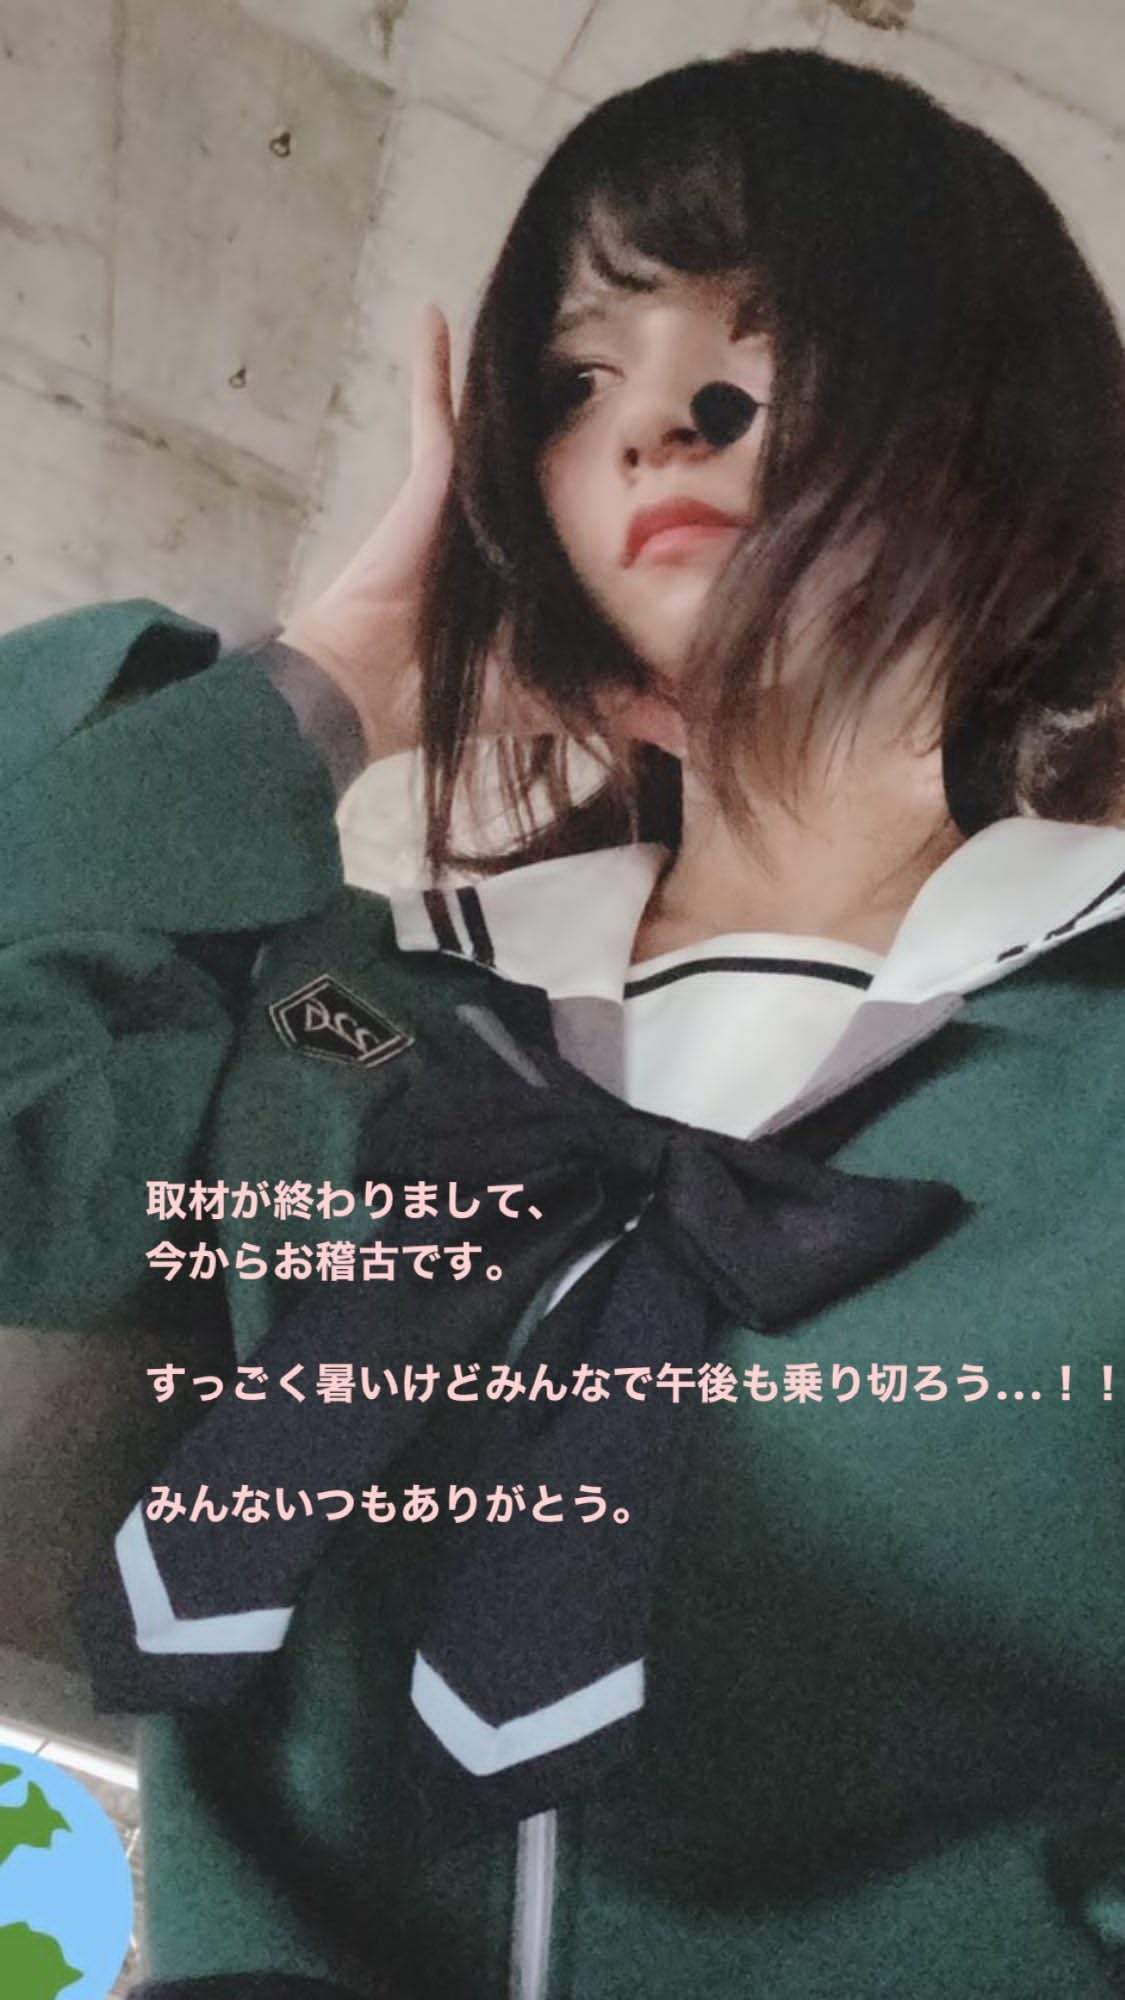 取材が終わりまして、
今からお稽古です。
すっごく暑いけどみんなで午後も乗り切ろう...！！
みんないつもありがとう。